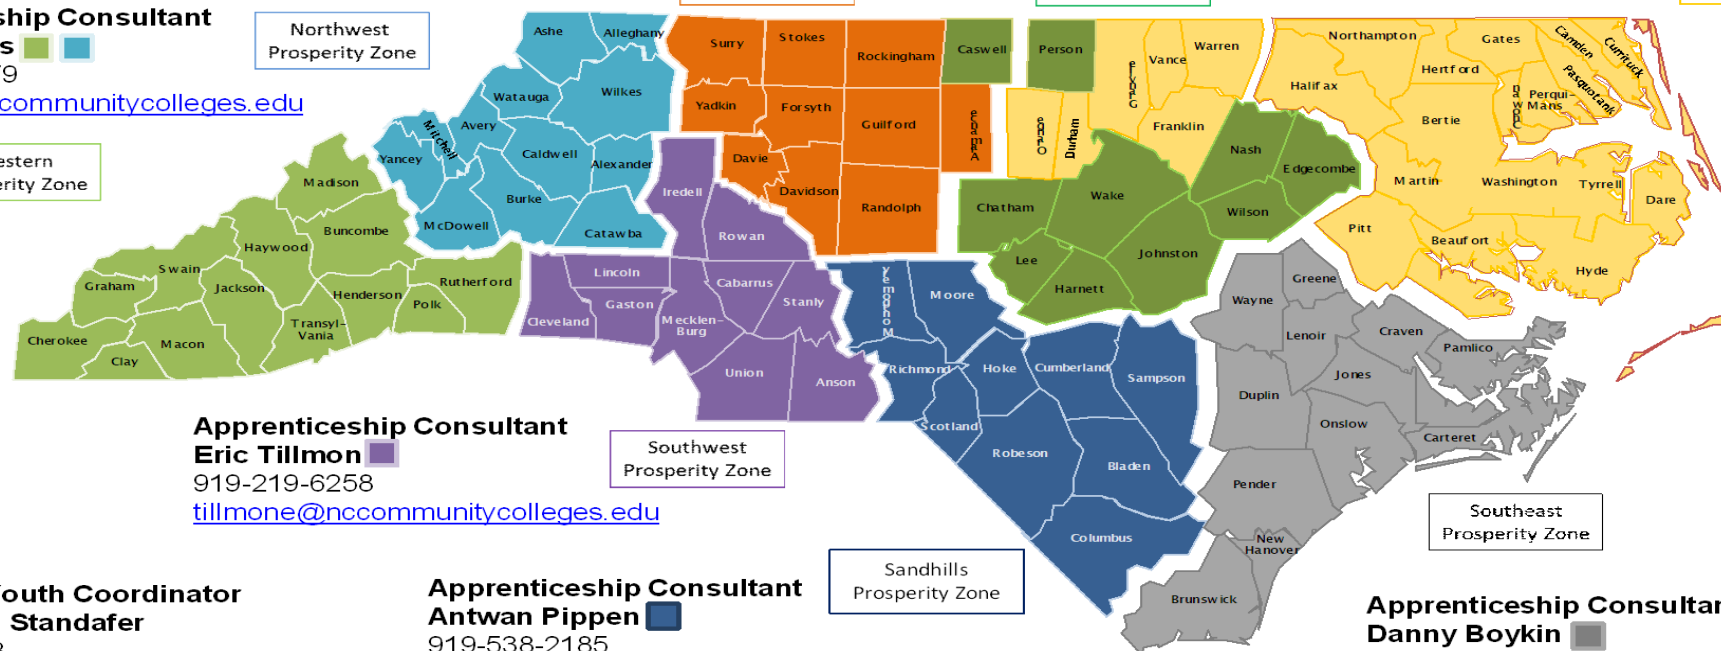 ship Consultant
s
79
communitycolleges.edu
Northwest
Prosperity Zone
estern
erity Zone
Ashe
Alleghany
Watauga
Wilkes
Mitchell
Avery
Yancey
Caldwell
Alexander
Burke
McDowell
Catawba
Surry
Stokes
Rockingham
Yadkin
Forsyth
Guilford
Davie
Davidson
Randolph
Caswell
Person
Granvi
Vance
Warren
Orang
Durham
Franklin
Northampton
Gates
Camden
Currituck
Hertford
Pasquotank
Halifax
Perqui-
Mans
Bertie
Martin
Washington
Tyrrell
Dare
Pitt
Beaufort
Hyde
Nash
Edgecombe
Wake
Chatham
Wilson
Johnston
Lee
Harnett
Madison
Buncombe
Haywood
Swain
Rutherford
Graham
Jackson
Henderson
Polk
Transyl-
Vania
Cherokee
Macon
Clay
Iredell
Rowan
Lincoln
Cabarrus
Gaston
Stanly
Cleveland
Mecklen-
Burg
Union
Anson
Moore
Richmond
Hoke
Cumberland
Sampson
Scotland
Robeson
Bladen
Columbus
Greene
Wayne
Lenoir
Craven
Pamlico
Jones
Duplin
Onslow
Carteret
Pender
New
Hanover
Brunswick
Apprenticeship Consultant
Eric Tillmon
919-219-6258
tillmone@nccommunitycolleges.edu
Southwest
Prosperity Zone
Southeast
Prosperity Zone
Sandhills
Prosperity Zone
Youth Coordinator
Standafer
Apprenticeship Consultant
Antwan Pippen
919-538-2185
Apprenticeship Consultan
Danny Boykin